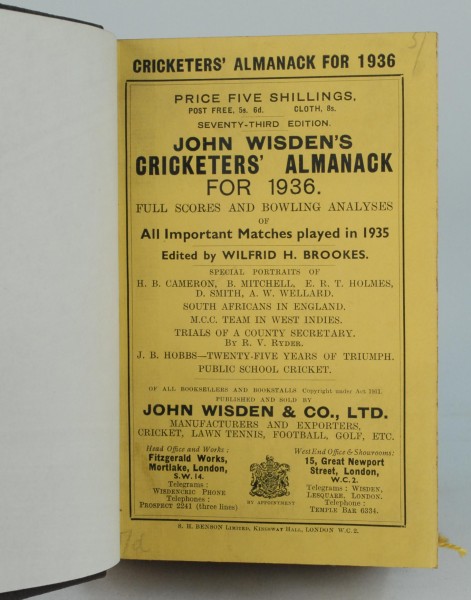 CRICKETERS' ALMANACK FOR 1936
PRICE FIVE SHILLINGS,
POST FREE, 5s. 6d. CLOTH, 8s.
SEVENTY-THIRD EDITION.
JOHN WISDEN'S
CRICKETERS' ALMANACK
FOR 1936.
FULL SCORES AND BOWLING ANALYSES
OF
All Important Matches played in 1935
Edited by WILFRID H. BROOKES.
SPECIAL PORTRAITS OF
H. B. CAMERON, B. MITCHELL, E. R. T. HOLMES,
D. SMITH, A. W. WELLARD.
SOUTH AFRICANS IN ENGLAND.
M.C.C. TEAM IN WEST INDIES.
TRIALS OF A COUNTY SECRETARY.
By R. V. RYDER.
J. B. HOBBS—TWENTY-FIVE YEARS OF TRIUMPH.
PUBLIC SCHOOL CRICKET.
OF ALL BOOKSELLERS AND BOOKSTALLS Copyright under Act 1911.
PUBLISHED AND SOLD BY
JOHN WISDEN & CO., LTD.
MANUFACTURERS AND EXPORTERS,
CRICKET, LAWN TENNIS, FOOTBALL, GOLF, ETC.
Head Office and Works:
Fitzgerald Works,
Mortlake, London,
S.W. 14.
Telegrams:
WISDENCRIC PHONE
Telephones:
PROSPECT 2241 (three lines)
BY APPOINTMENT
West End Office & Showrooms:
15, Great Newport
Street, London,
W.C. 2.
Telegrams: WISDEN,
LESQUARE, LONDON.
Telephone:
TEMPLE BAR 6334.
S. H. BENSON LIMITED, KINGSWAY HALL, LONDON W.C. 2.